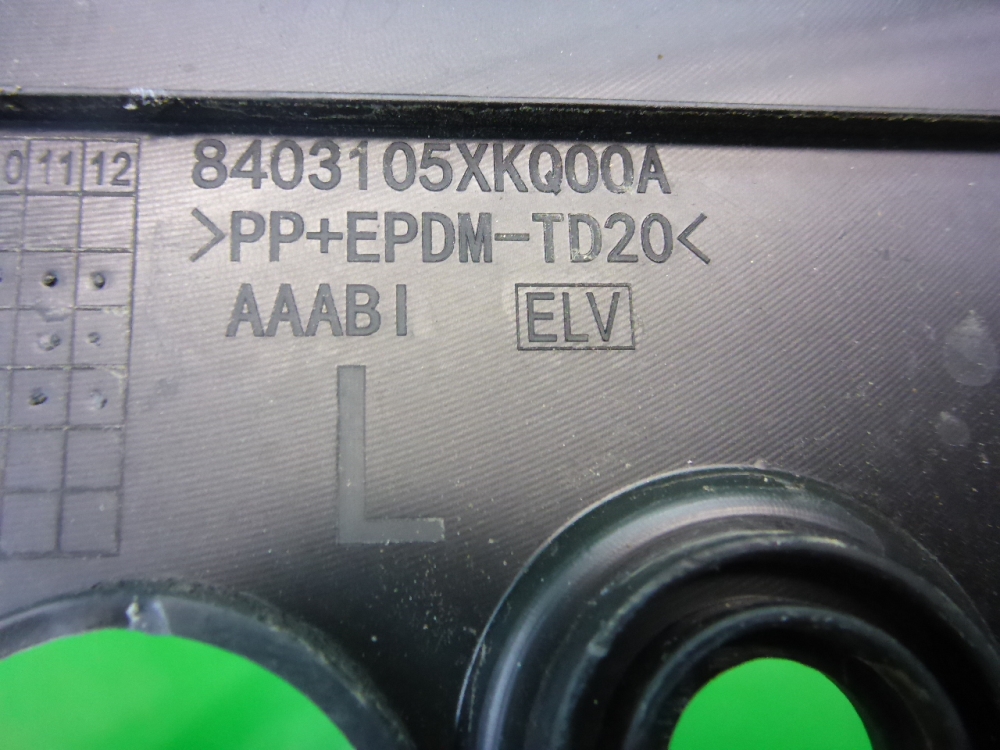 0 11 12
8403105XKQ00A
>PP+EPDM-TD20<
AAABI
ELV
L